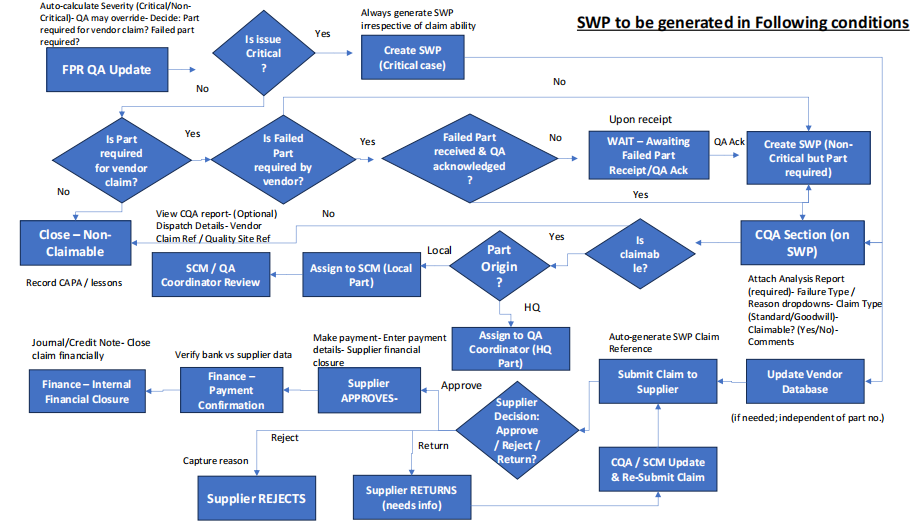 SWP to be generated in Following conditions
Auto-calculate Severity (Critical/Non-
Critical)- QA may override- Decide: Part
required for vendor claim? Failed part
required?
FPR QA Update
Is issue
Critical
?
Yes
Always generate SWP
irrespective of claim ability
Create SWP
(Critical case)
No
Is Part
required
for vendor
claim?
Yes
Is Failed
Part
required by
vendor?
Yes
Failed Part
received & QA
acknowledged
?
No
Upon receipt
WAIT – Awaiting
Failed Part
Receipt/QA Ack
QA Ack
No
Create SWP (Non-
Critical but Part
required)
Yes
No
Close – Non-
Claimable
Record CAPA / lessons
View CQA report- (Optional)
Dispatch Details- Vendor
Claim Ref / Quality Site Ref
No
SCM / QA
Coordinator Review
Assign to SCM (Local
Part)
Local
Part
Origin
?
Yes
Is
claimab
le?
CQA Section (on
SWP)
Attach Analysis Report
(required)- Failure Type /
Reason dropdowns- Claim Type
(Standard/Goodwill)-
Claimable? (Yes/No)-
Comments
HQ
Assign to QA
Coordinator (HQ
Part)
Journal/Credit Note- Close
claim financially
Finance – Internal
Financial Closure
Verify bank vs supplier data
Finance –
Payment
Confirmation
Make payment- Enter payment
details- Supplier financial
closure
Supplier
APPROVES-
Approve
Supplier
Decision:
Approve
/ Reject /
Return?
Auto-generate SWP Claim
Reference
Submit Claim to
Supplier
Update Vendor
Database
(if needed; independent of part no.)
Reject
Capture reason
Supplier REJECTS
Return
Supplier RETURNS
(needs info)
CQA / SCM Update
& Re-Submit Claim